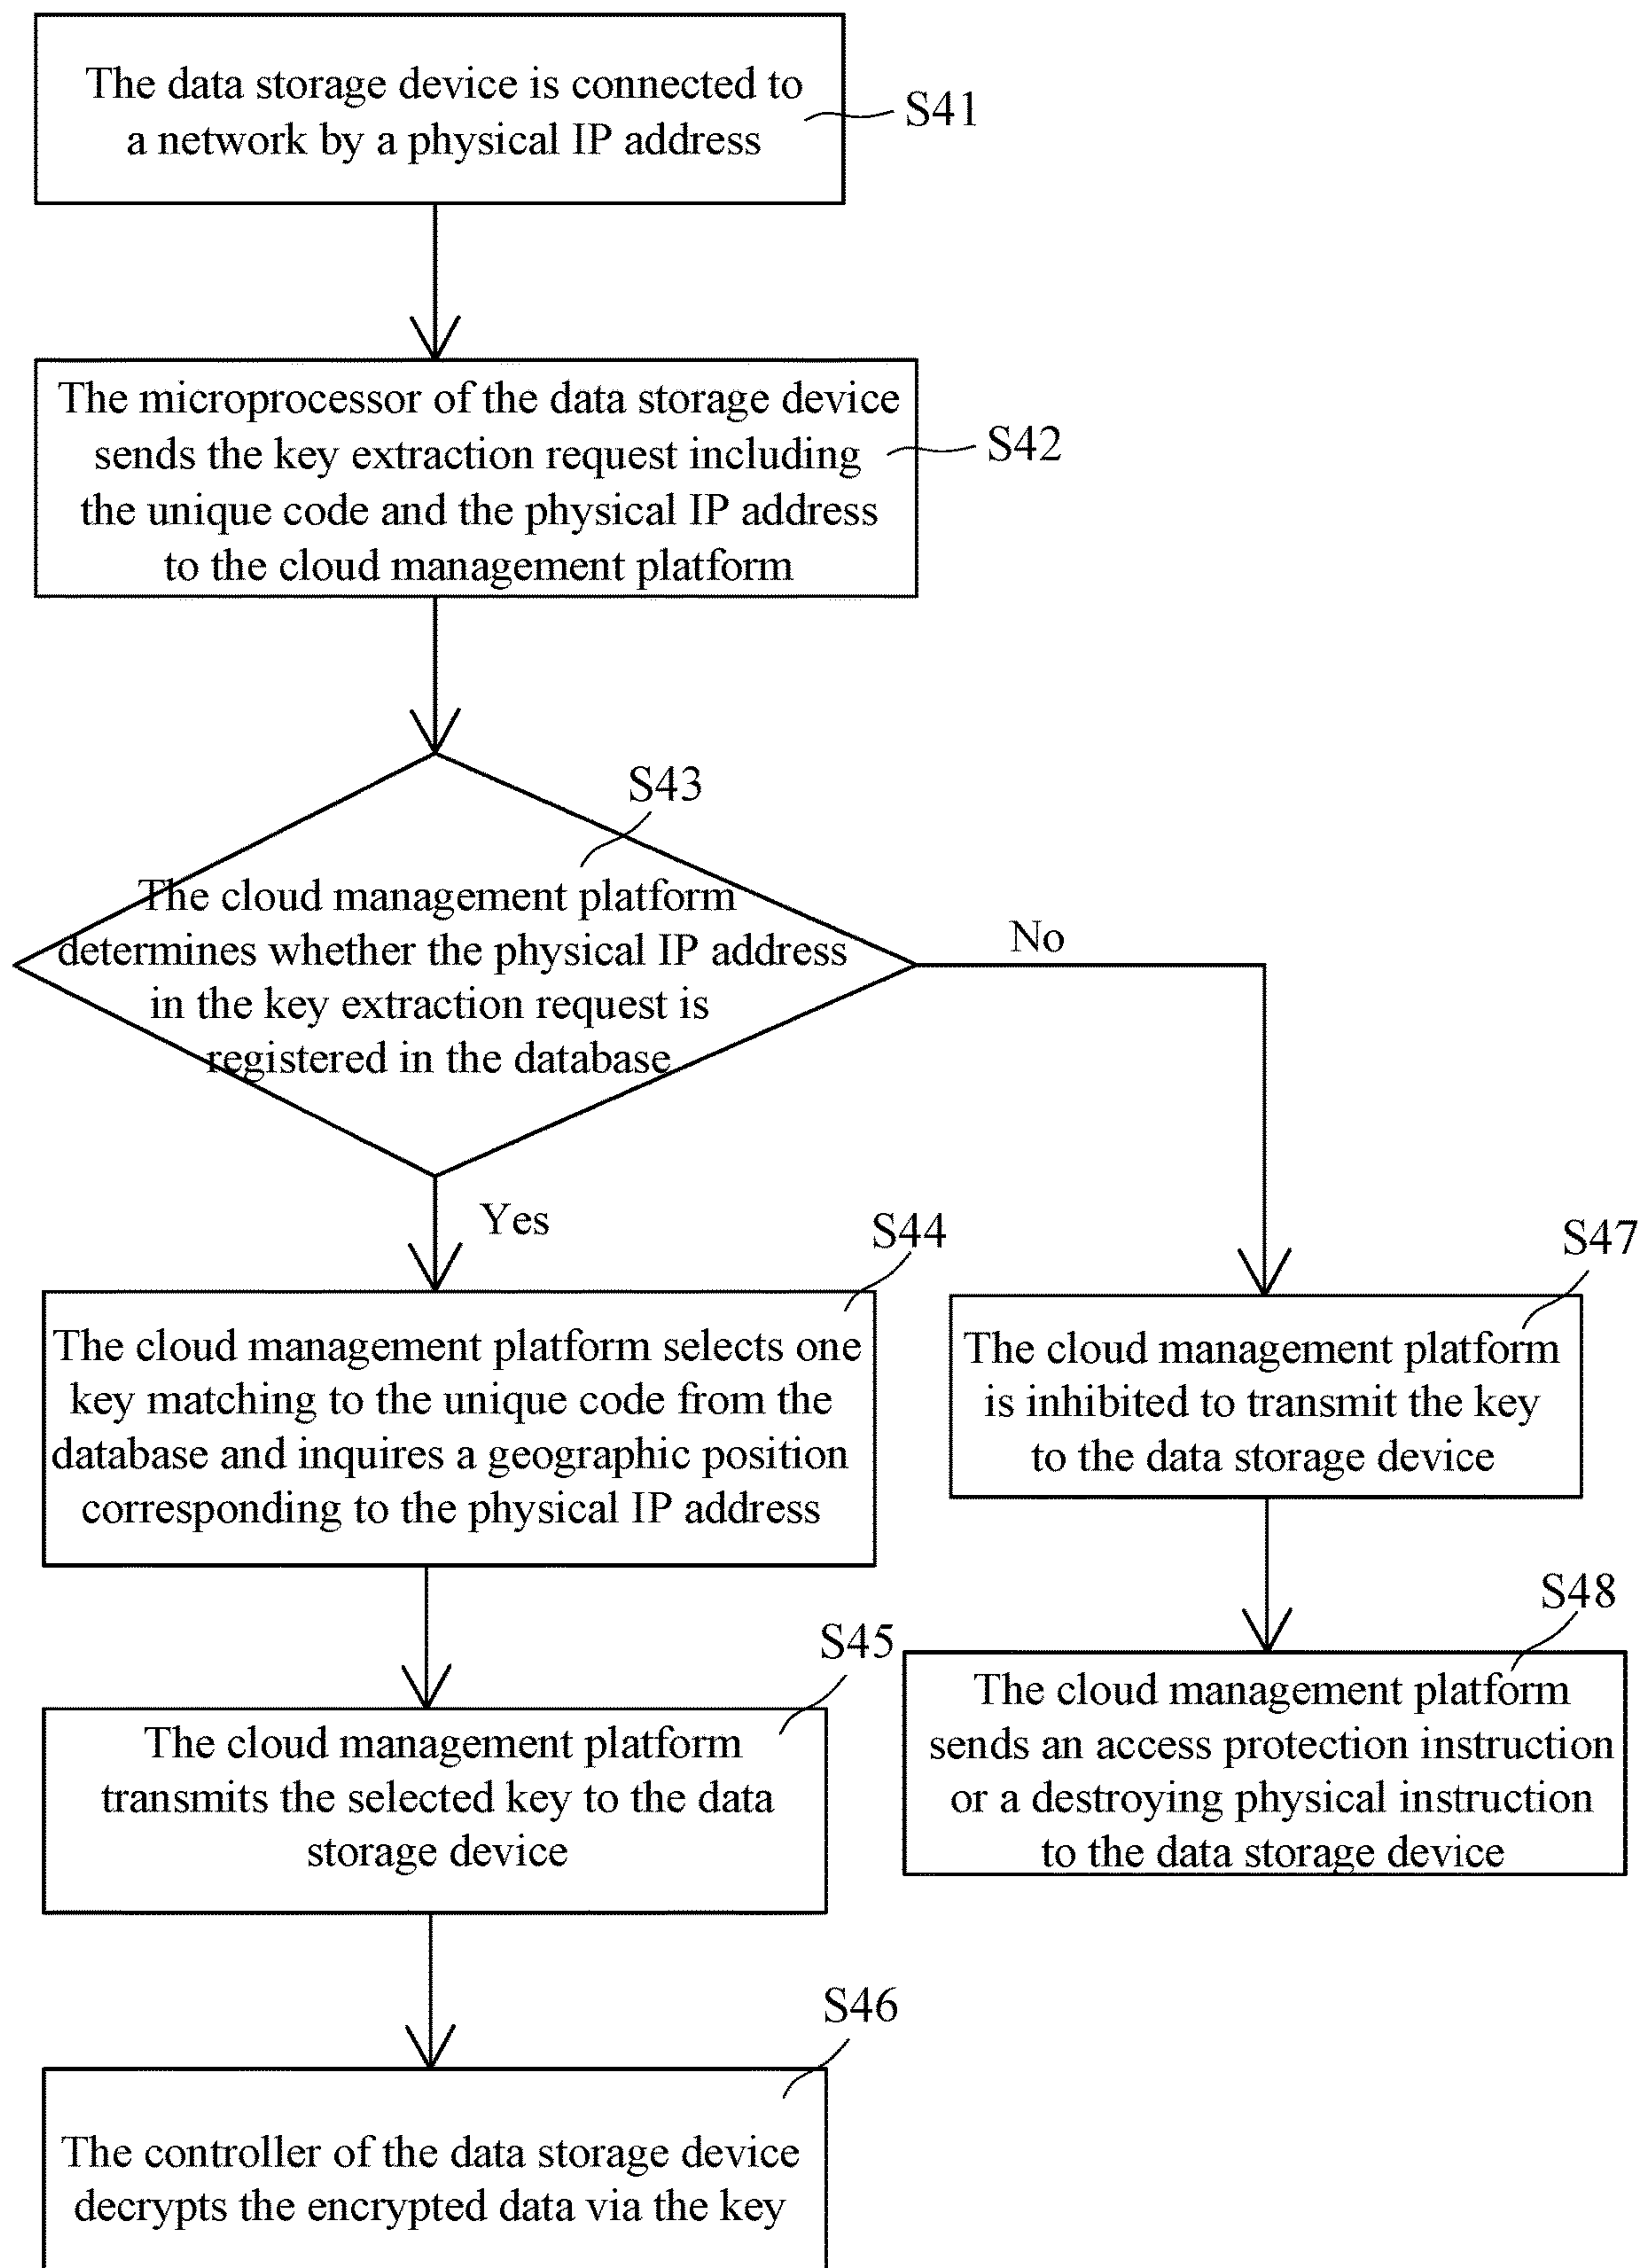 The data storage device is connected to
a network by a physical IP address
S41
The microprocessor of the data storage device
sends the key extraction request including
the unique code and the physical IP address
to the cloud management platform
S42
S43
The cloud management platform
determines whether the physical IP address
in the key extraction request is
registered in the database
No
Yes
S44
The cloud management platform selects one
key matching to the unique code from the
database and inquires a geographic position
corresponding to the physical IP address
S47
The cloud management platform
is inhibited to transmit the key
to the data storage device
S45
The cloud management platform
transmits the selected key to the data
storage device
S48
The cloud management platform
sends an access protection instruction
or a destroying physical instruction
to the data storage device
S46
The controller of the data storage device
decrypts the encrypted data via the key